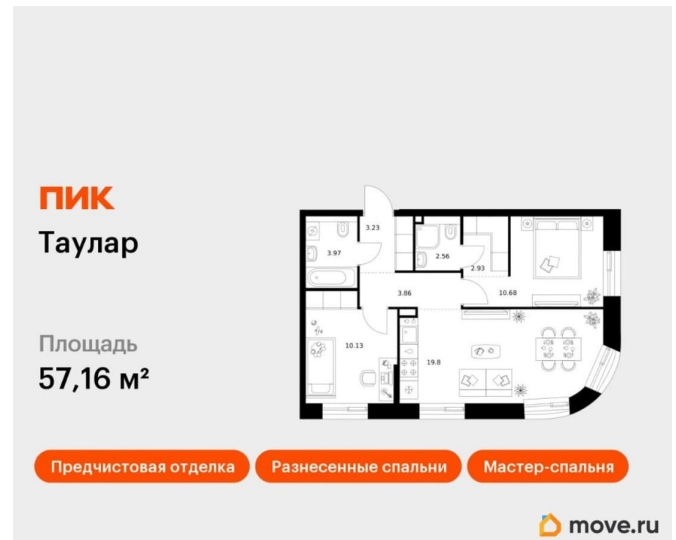 ПИК
Таулар
Площадь
57,16 м²
3.23
3.97
2.56
2.93
3.86
10.68
10.13
19.8
Предчистовая отделка
Разнесенные спальни
Мастер-спальня
move.ru